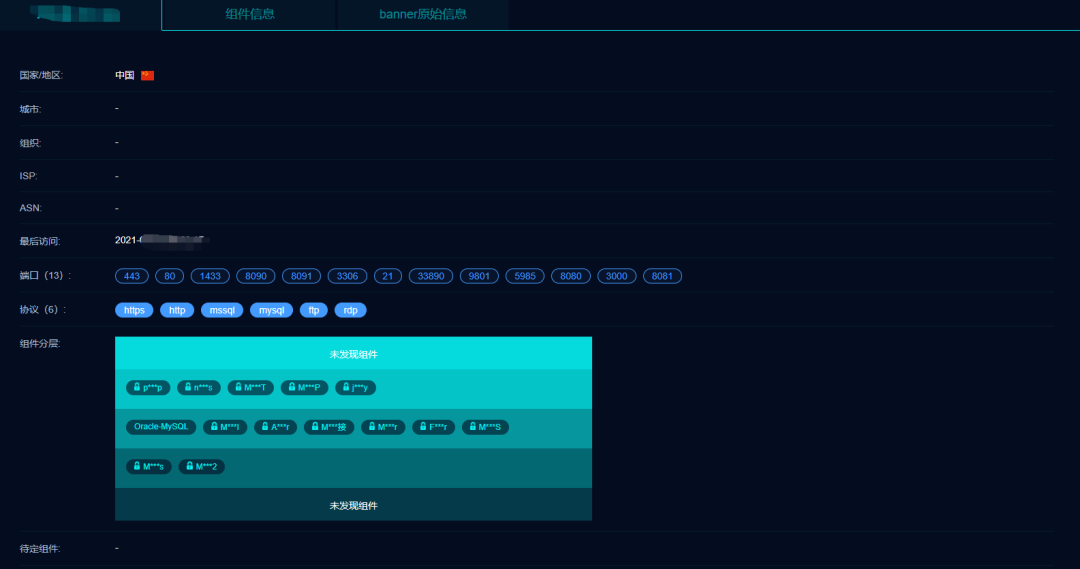 组件信息 banner原始信息
国家/地区: 中国
城市: -
组织: -
ISP: -
ASN: -
最后访问: 2021-
端口（13）: 443 80 1433 8090 8091 3306 21 33890 9801 5985 8080 3000 8081
协议（6）: https http mssql mysql ftp rdp
组件分层:
未发现组件
p***p n***s M***T M***P j***y
Oracle-MySQL M***l A***r M***接 M***r F***r M***S
M***s M***2
未发现组件
待定组件: -